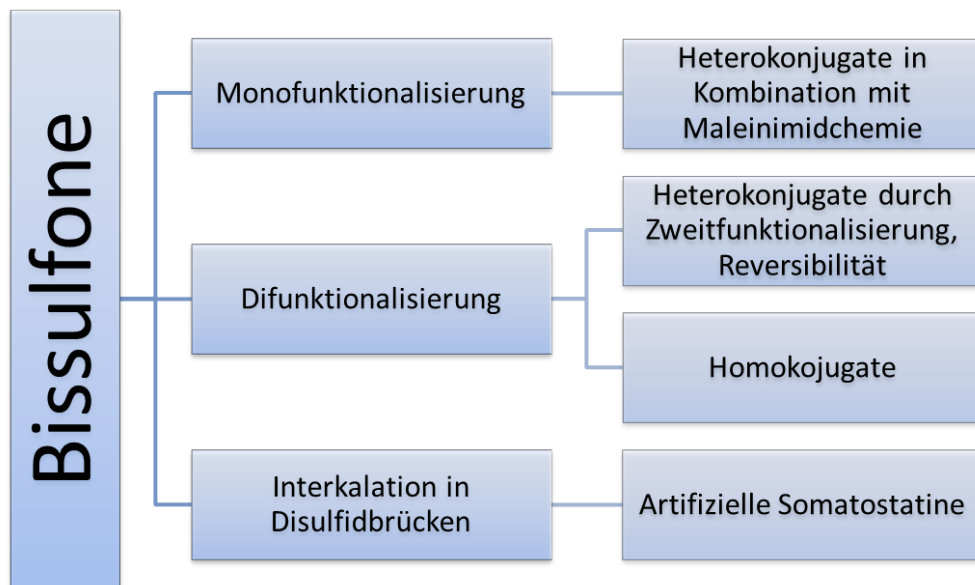 Bissulfone
Monofunktionalisierung
Heterokonjugate in
Kombination mit
Maleinimidchemie
Difunktionalisierung
Heterokonjugate durch
Zweitfunktionalisierung,
Reversibilität
Homokojugate
Interkalation in
Disulfidbrücken
Artifizielle Somatostatine